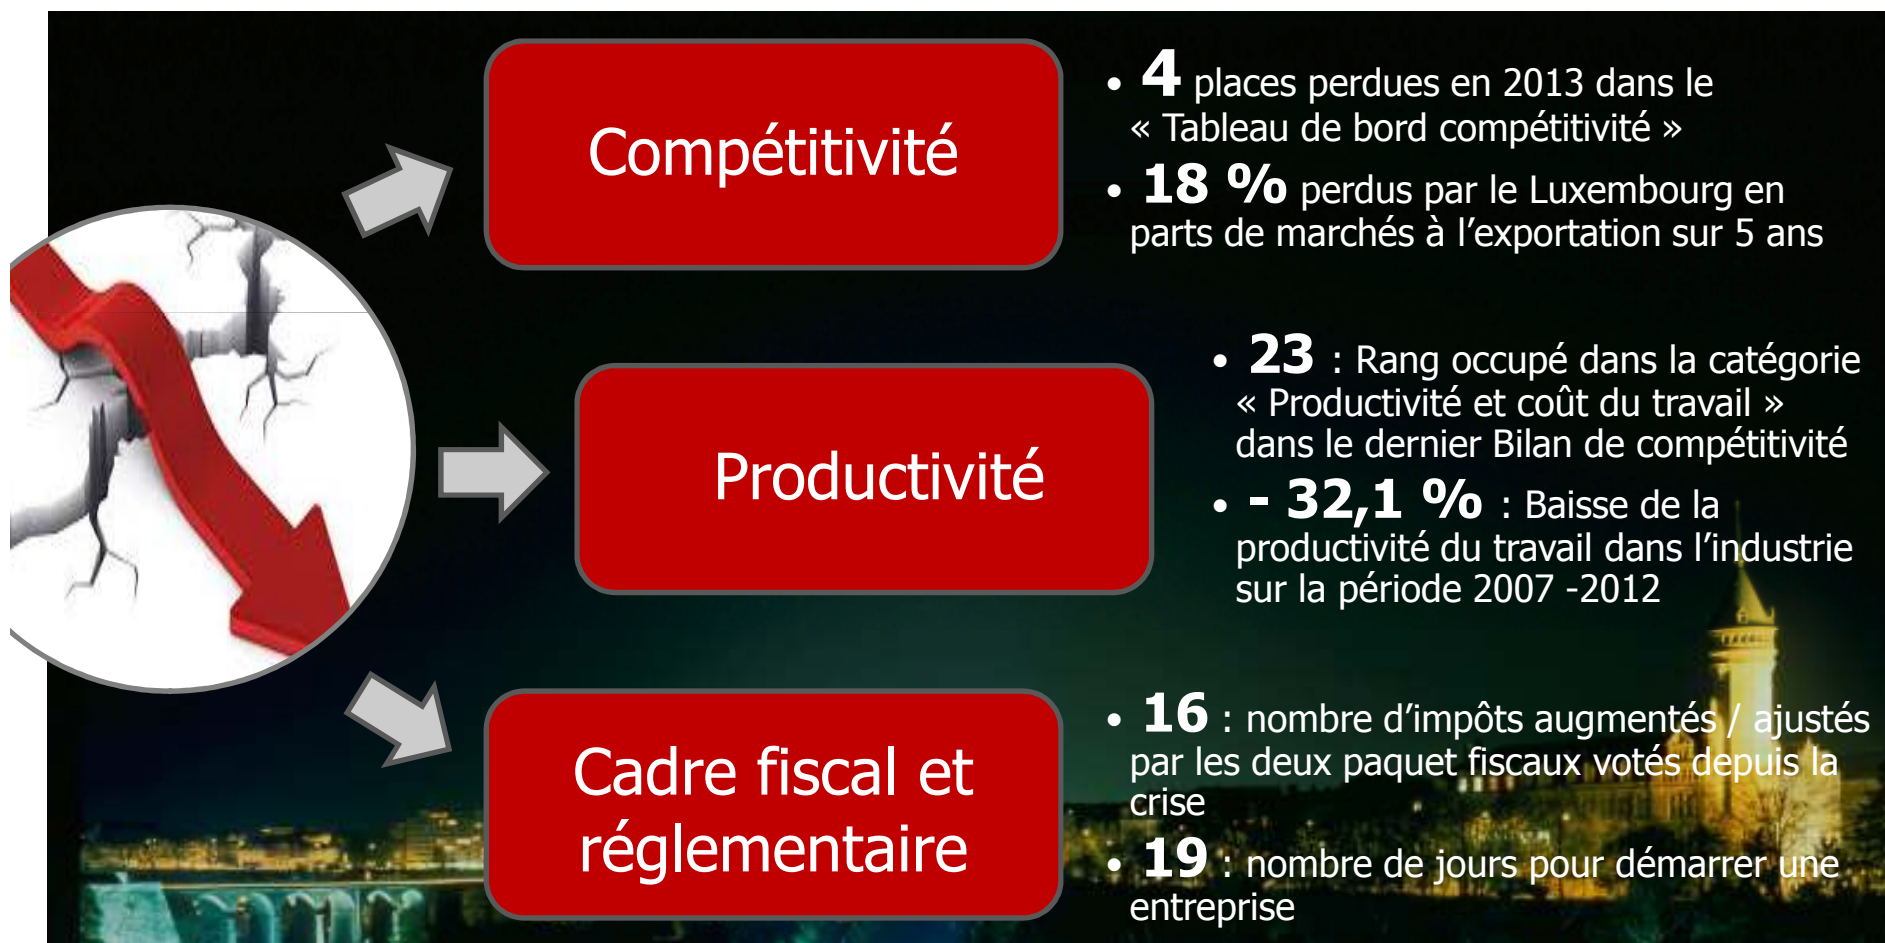 Compétitivité
• 4 places perdues en 2013 dans le
« Tableau de bord compétitivité »
• 18 % perdus par le Luxembourg en
parts de marchés à l’exportation sur 5 ans
Productivité
• 23 : Rang occupé dans la catégorie
« Productivité et coût du travail »
dans le dernier Bilan de compétitivité
• - 32,1 % : Baisse de la
productivité du travail dans l’industrie
sur la période 2007 -2012
Cadre fiscal et
réglementaire
• 16 : nombre d’impôts augmentés / ajustés
par les deux paquet fiscaux votés depuis la
crise
• 19 : nombre de jours pour démarrer une
entreprise